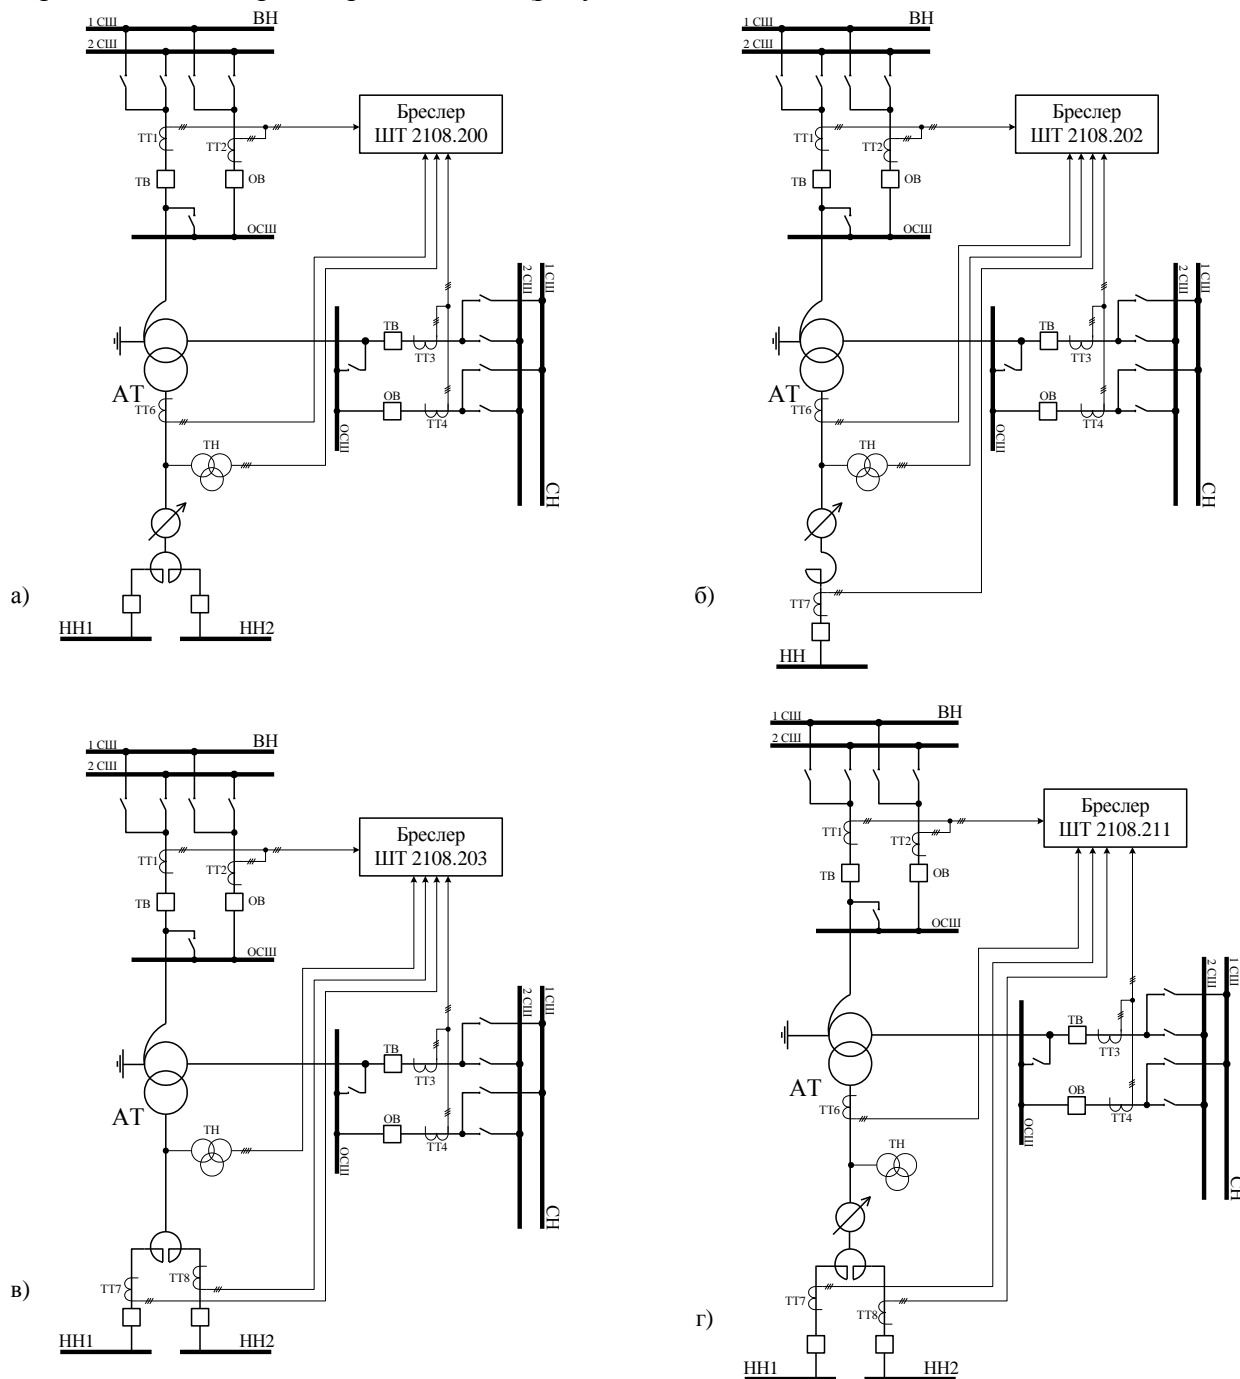 1 СШ
ВН
2 СШ
Бреслер
ШТ 2108.200
ТТ1
ТТ2
ТВ
ОВ
ОСШ
2 СШ
1 СШ
ТВ
ТТ3
АТ
ТТ6
ОВ
ТТ4
ОСШ
ТН
СН
а)
НН1
НН2
1 СШ
ВН
2 СШ
Бреслер
ШТ 2108.202
ТТ1
ТТ2
ТВ
ОВ
ОСШ
2 СШ
1 СШ
ТВ
ТТ3
АТ
ТТ6
ОВ
ТТ4
ОСШ
ТН
СН
б)
ТТ7
НН
1 СШ
ВН
2 СШ
Бреслер
ШТ 2108.203
ТТ1
ТТ2
ТВ
ОВ
ОСШ
2 СШ
1 СШ
ТВ
ТТ3
АТ
ОВ
ТТ4
ОСШ
ТН
СН
в)
ТТ7
ТТ8
НН1
НН2
1 СШ
ВН
2 СШ
Бреслер
ШТ 2108.211
ТТ1
ТТ2
ТВ
ОВ
ОСШ
2 СШ
1 СШ
ТВ
ТТ3
АТ
ТТ6
ОВ
ТТ4
ОСШ
ТН
СН
г)
ТТ7
ТТ8
НН1
НН2